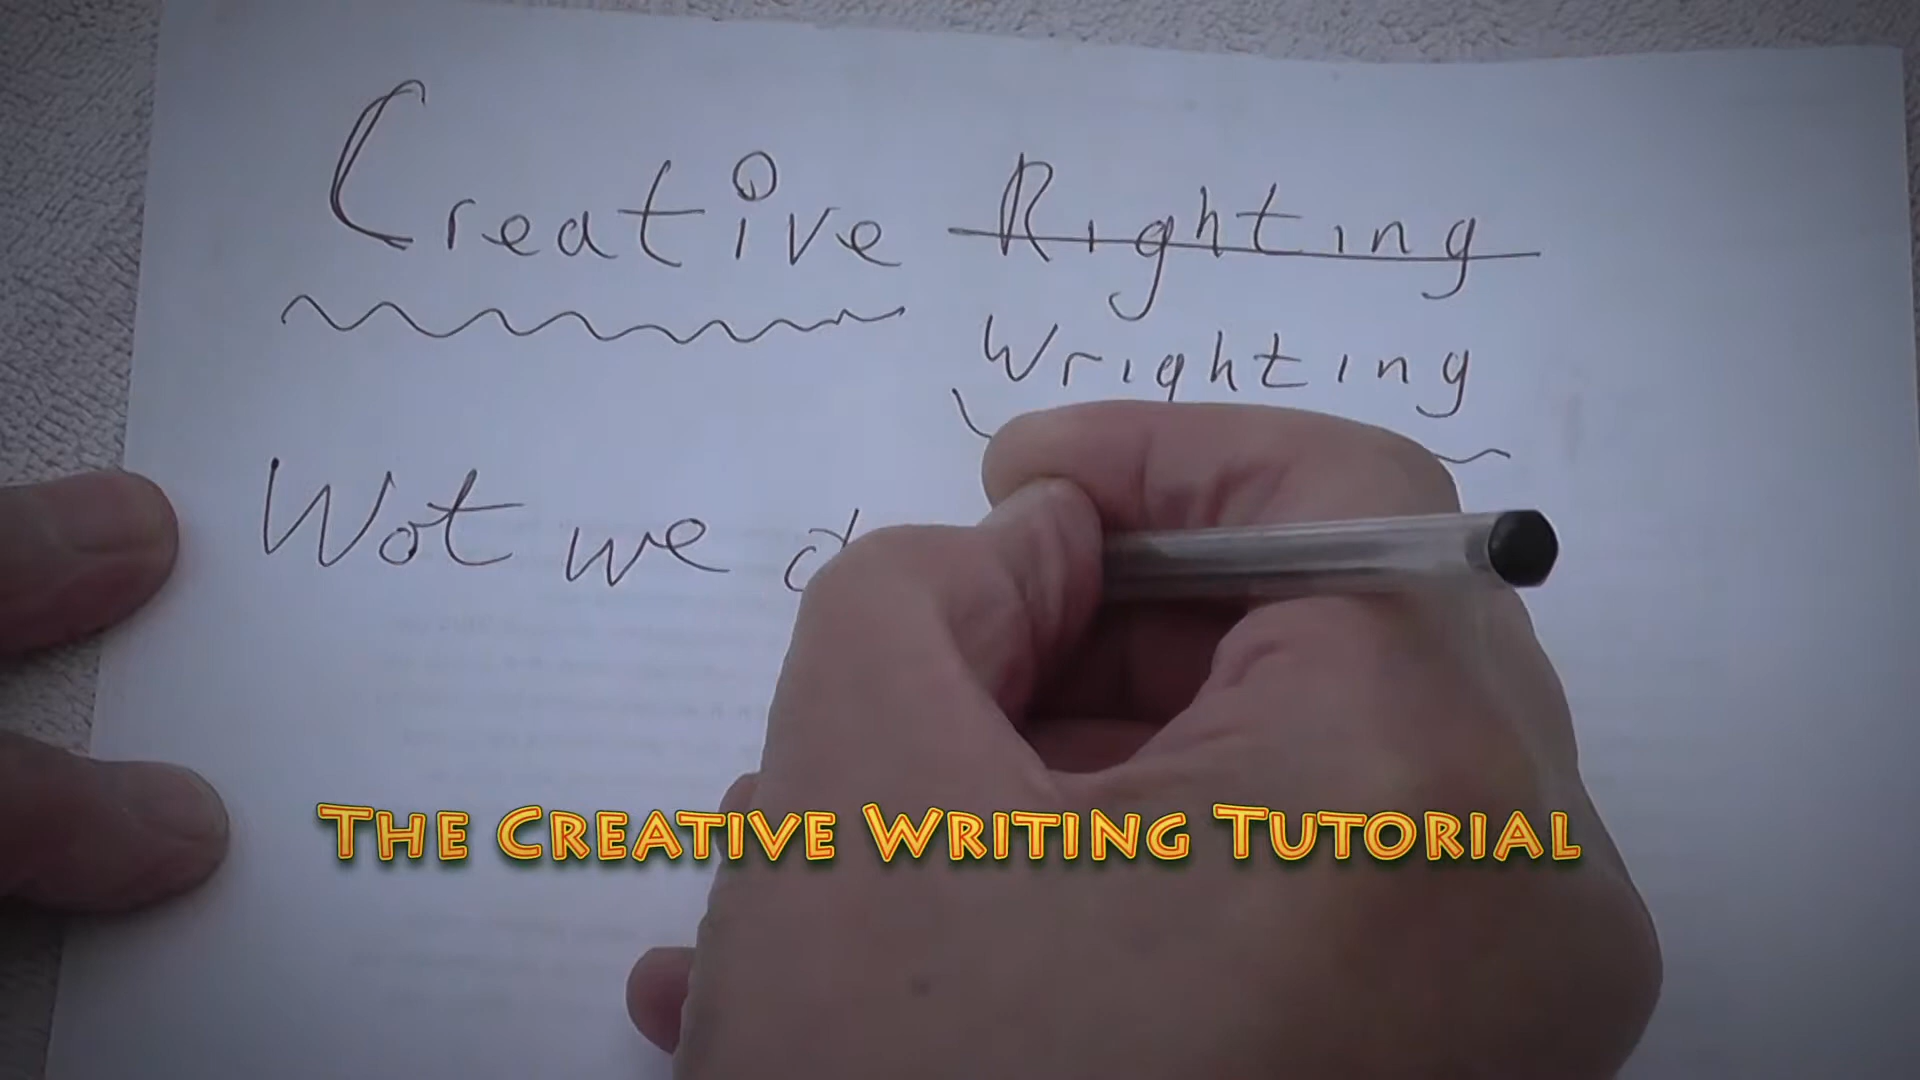 Creative Righting
Wrighting
Wot we d
The Creative Writing Tutorial